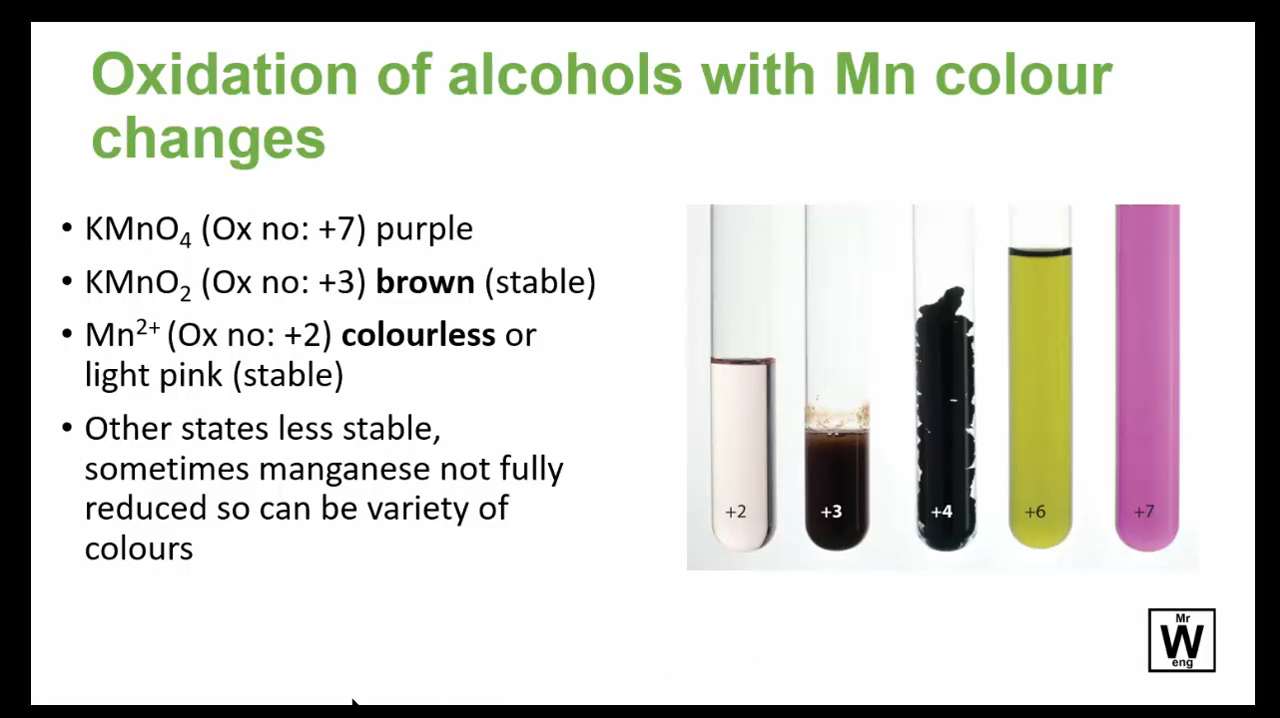 Oxidation of alcohols with Mn colour
changes
• KMnO₄ (Ox no: +7) purple
• KMnO₂ (Ox no: +3) brown (stable)
• Mn²⁺ (Ox no: +2) colourless or
light pink (stable)
• Other states less stable,
sometimes manganese not fully
reduced so can be variety of
colours
+2 +3 +4 +6 +7
Mr
W
eng